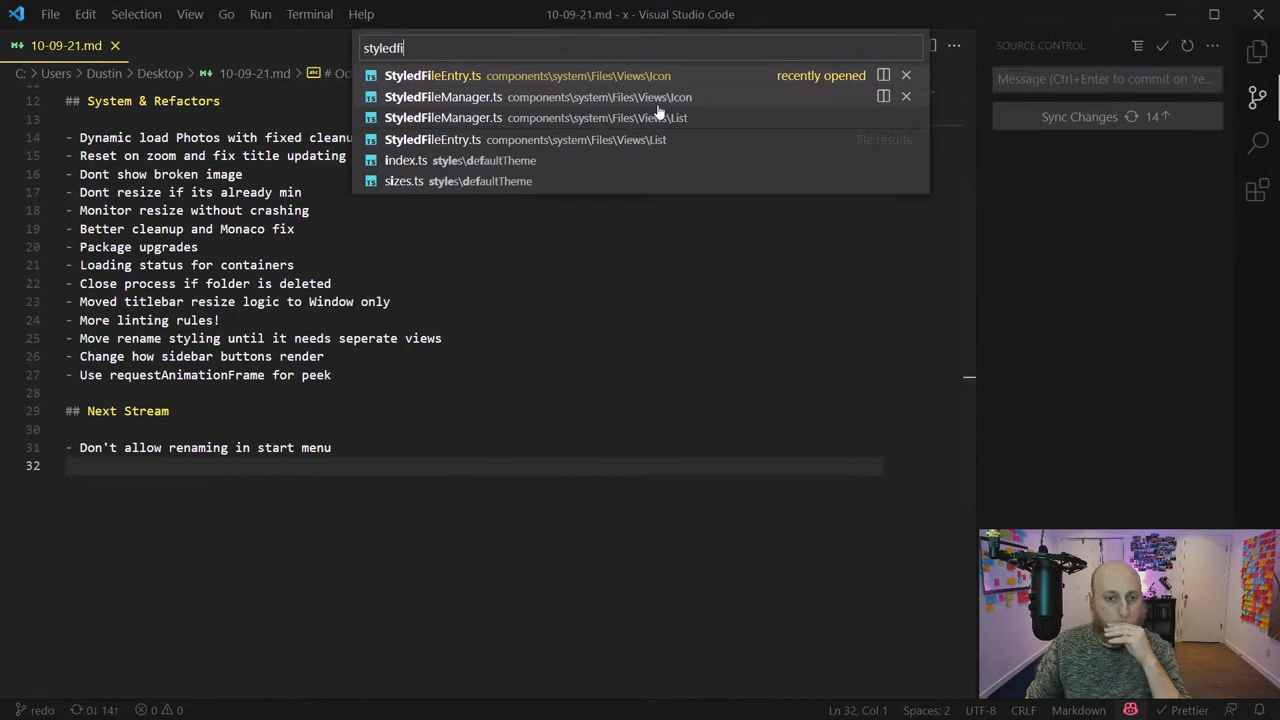 File Edit Selection View Go Run Terminal Help
10-09-21.md - x - Visual Studio Code
10-09-21.md
C: > Users > Dustin > Desktop > 10-09-21.md >
styledfi
StyledFileEntry.ts components\system\Files\Views\Icon recently opened
StyledFileManager.ts components\system\Files\Views\Icon
StyledFileManager.ts components\system\Files\Views\List
StyledFileEntry.ts components\system\Files\Views\List file results
index.ts styles\defaultTheme
sizes.ts styles\defaultTheme
12 ## System & Refactors
13
14 - Dynamic load Photos with fixed
15 - Reset on zoom and fix title updating
16 - Dont show broken image
17 - Dont resize if its already min
18 - Monitor resize without crashing
19 - Better cleanup and Monaco fix
20 - Package upgrades
21 - Loading status for containers
22 - Close process if folder is deleted
23 - Moved titlebar resize logic to Window only
24 - More linting rules!
25 - Move rename styling until it needs seperate views
26 - Change how sidebar buttons render
27 - Use requestAnimationFrame for peek
28
29 ## Next Stream
30
31 - Don't allow renaming in start menu
32
SOURCE CONTROL
Message (Ctrl+Enter to commit on
Sync Changes 14↑
redo 0↓ 14↑ 0 0
Ln 32, Col 1 Spaces: 2 UTF-8 CRLF Markdown Prettier